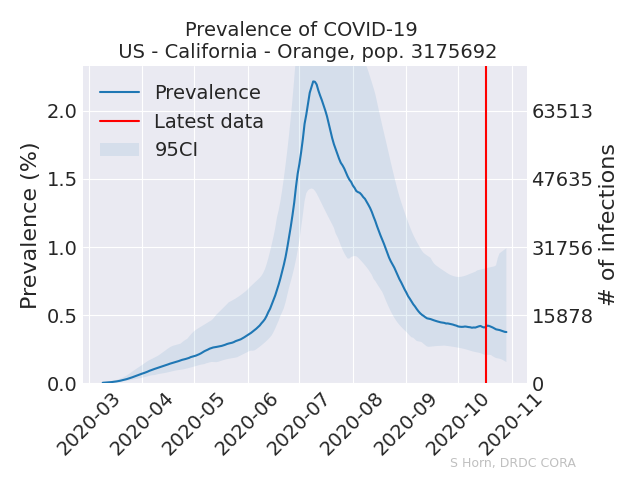 Prevalence of COVID-19
US - California - Orange, pop. 3175692
Prevalence
Latest data
95CI
Prevalence (%)
2.0
1.5
1.0
0.5
0.0
63513
47635
31756
15878
0
# of infections
2020-03
2020-04
2020-05
2020-06
2020-07
2020-08
2020-09
2020-10
2020-11
S Horn, DRDC CORA